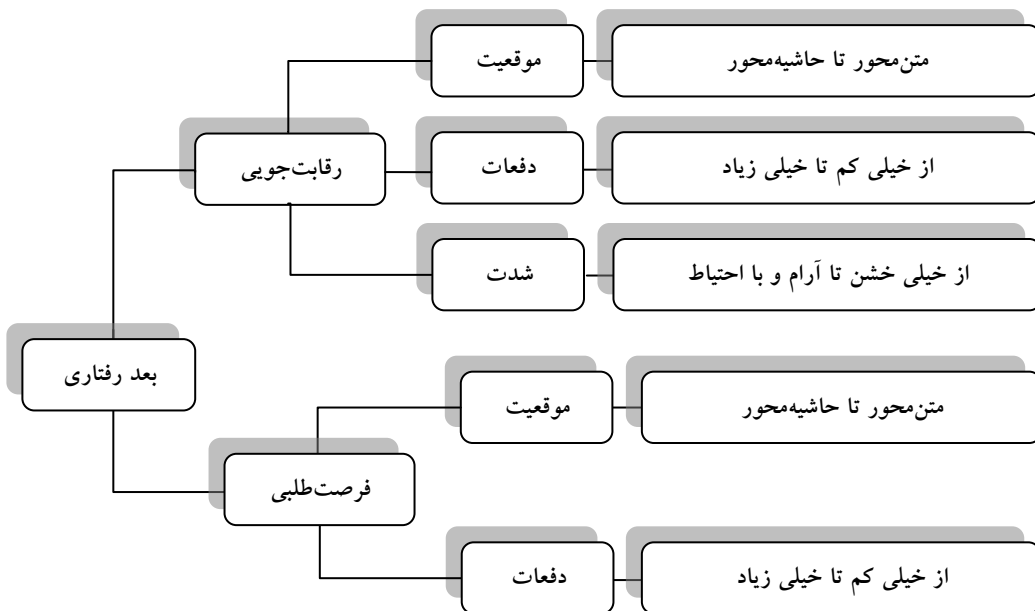 موقعیت
متن‌محور تا حاشیه‌محور
رقابت‌جویی
دفعات
از خیلی کم تا خیلی زیاد
شدت
از خیلی خشن تا آرام و با احتیاط
بعد رفتاری
موقعیت
متن‌محور تا حاشیه‌محور
فرصت‌طلبی
دفعات
از خیلی کم تا خیلی زیاد